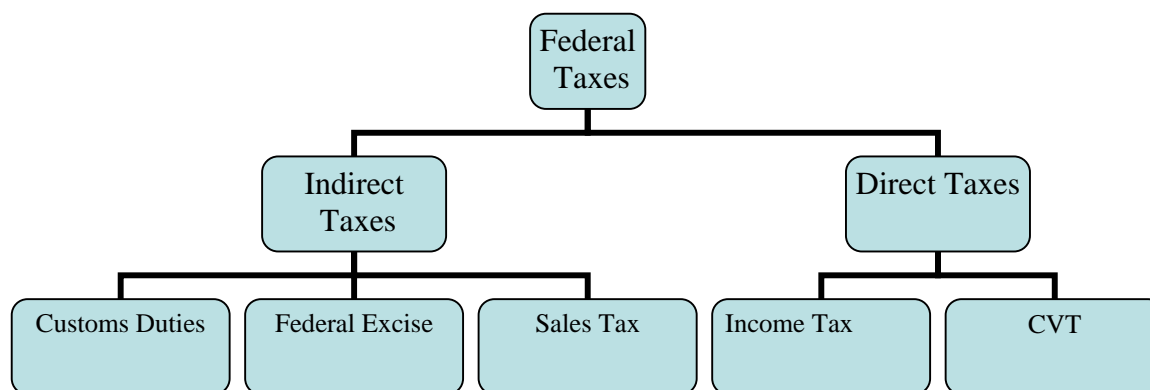 Federal
Taxes
Indirect
Taxes
Direct Taxes
Customs Duties
Federal Excise
Sales Tax
Income Tax
CVT